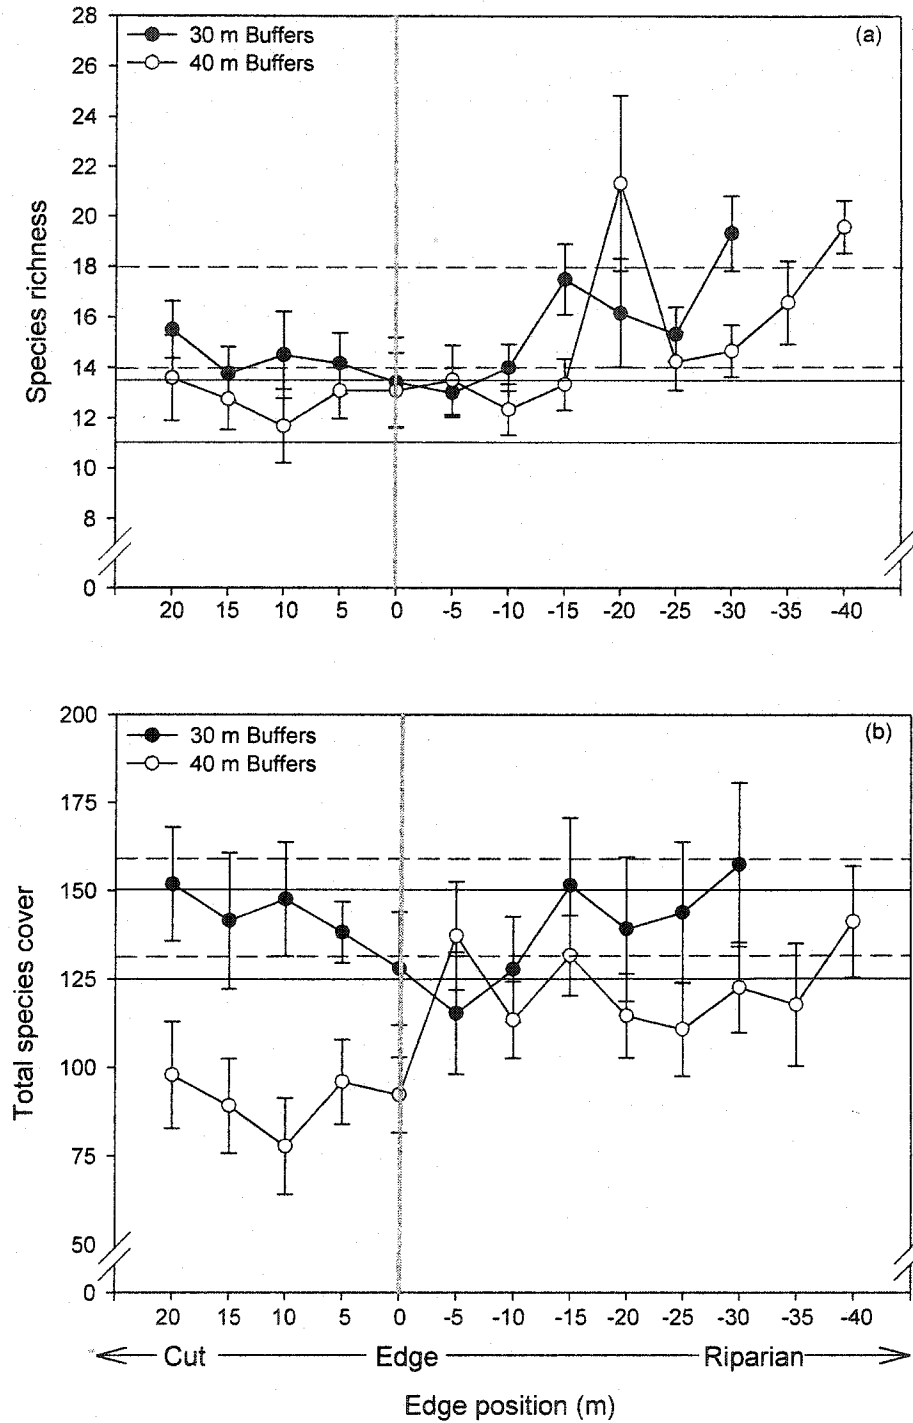 28
26
24
22
20
18
16
14
12
10
8
0
Species richness
30 m Buffers
40 m Buffers
(a)
20 15 10 5 0 -5 -10 -15 -20 -25 -30 -35 -40
200
175
150
125
100
75
50
0
Total species cover
30 m Buffers
40 m Buffers
(b)
20 15 10 5 0 -5 -10 -15 -20 -25 -30 -35 -40
Cut Edge Riparian
Edge position (m)